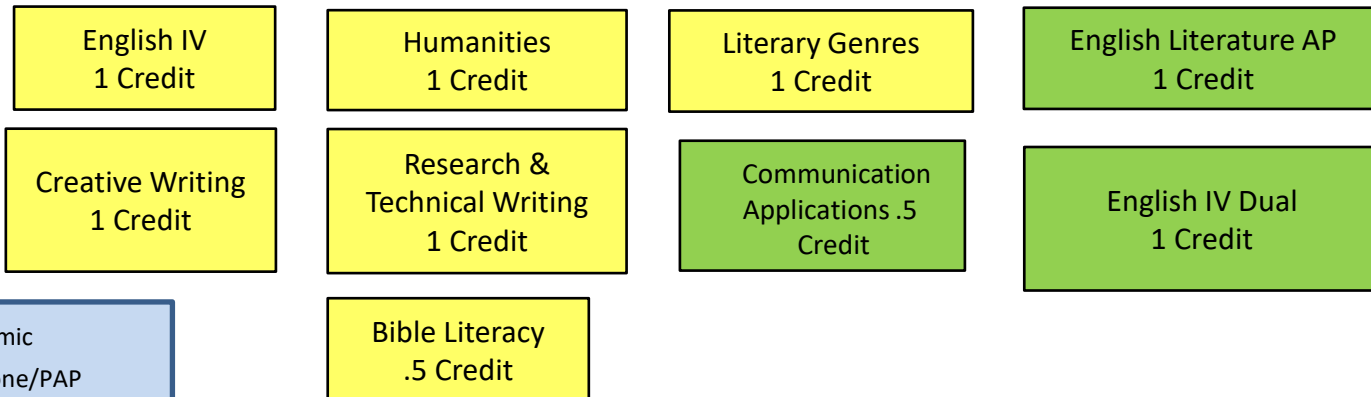 English IV
1 Credit
Humanities
1 Credit
Literary Genres
1 Credit
English Literature AP
1 Credit
Creative Writing
1 Credit
Research &
Technical Writing
1 Credit
Communication
Applications .5
Credit
English IV Dual
1 Credit
mic
ne/PAP
Bible Literacy
.5 Credit